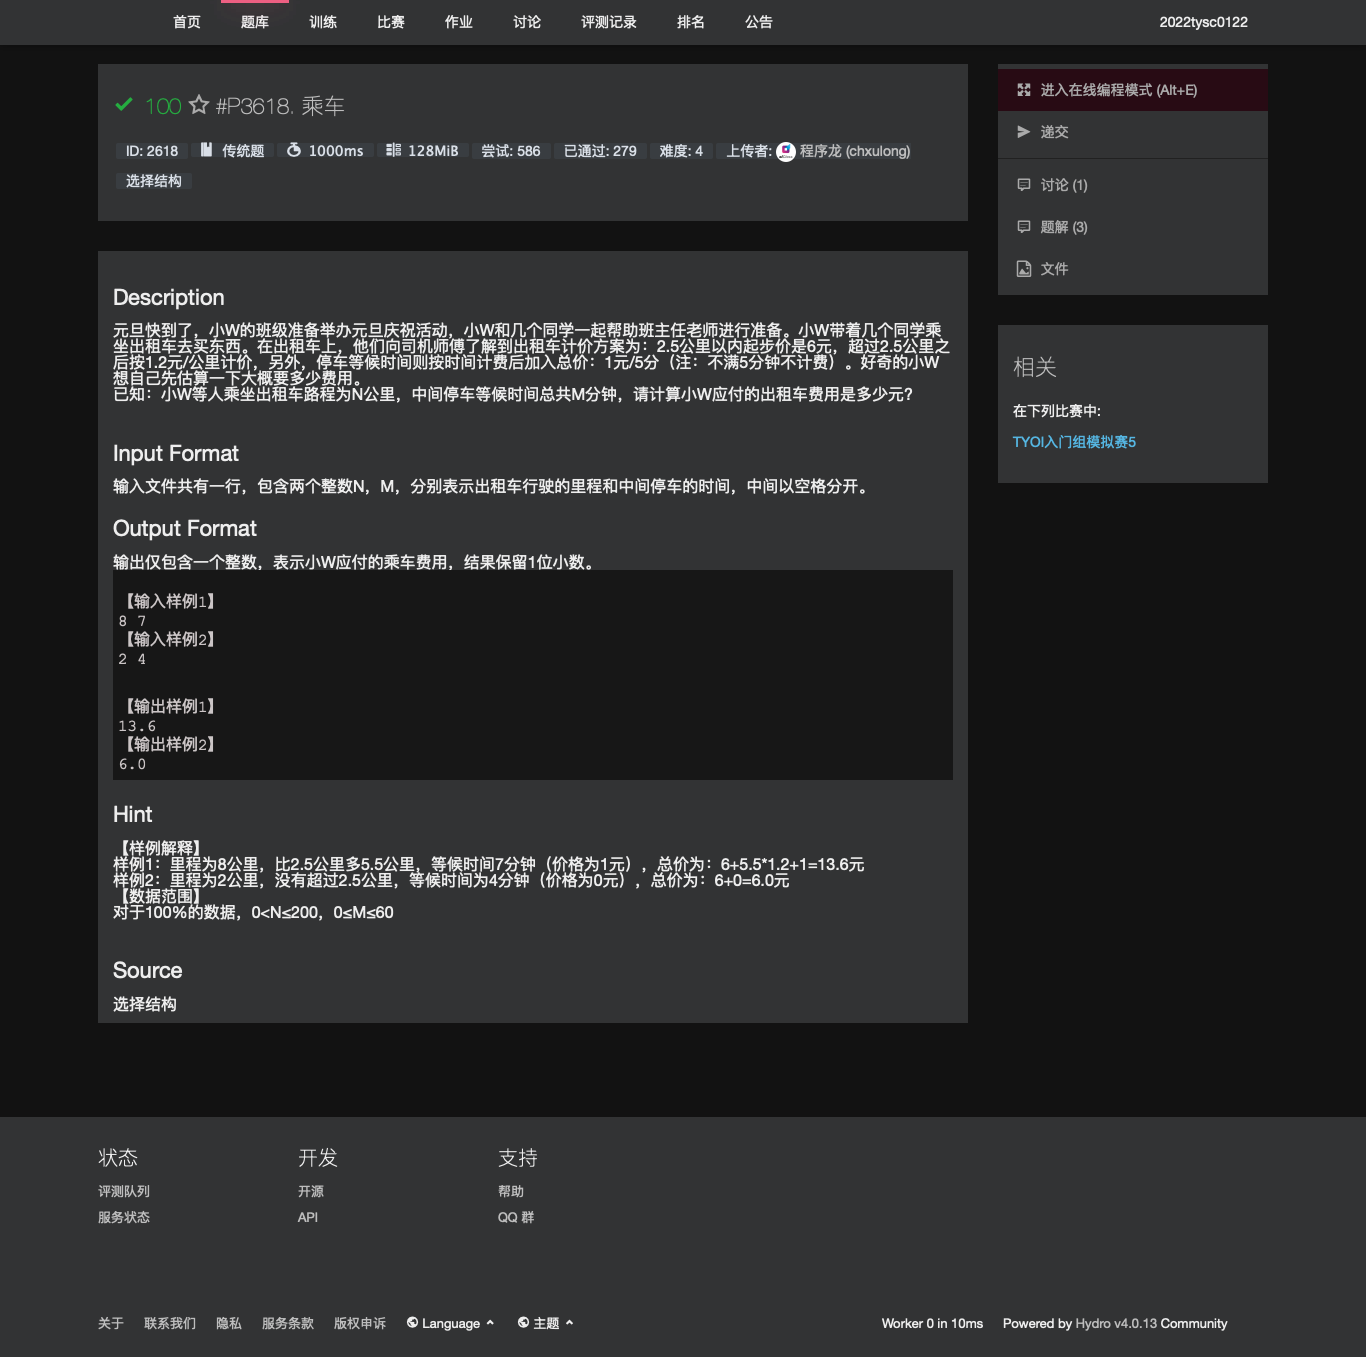 首页 题库 训练 比赛 作业 讨论 评测记录 排名 公告 2022tysc0122
100 #P3618. 乘车
ID: 2618 传统题 1000ms 128MiB 尝试: 586 已通过: 279 难度: 4 上传者: 程序龙 (chxulong)
选择结构
Description
元旦快到了，小W的班级准备举办元旦庆祝活动，小W和几个同学一起帮助班主任老师进行准备。小W带着几个同学乘
坐出租车去买东西。在出租车上，他们向司机师傅了解到出租车计价方案为：2.5公里以内起步价是6元，超过2.5公里之
后按1.2元/公里计价，另外，停车等候时间则按时间计费后加入总价：1元/5分（注：不满5分钟不计费）。好奇的小W
想自己先估算一下大概要多少费用。
已知：小W等人乘坐出租车路程为N公里，中间停车等候时间总共M分钟，请计算小W应付的出租车费用是多少元？
Input Format
输入文件共有一行，包含两个整数N，M，分别表示出租车行驶的里程和中间停车的时间，中间以空格分开。
Output Format
输出仅包含一个整数，表示小W应付的乘车费用，结果保留1位小数。
【输入样例1】
8 7
【输入样例2】
2 4
【输出样例1】
13.6
【输出样例2】
6.0
Hint
【样例解释】
样例1：里程为8公里，比2.5公里多5.5公里，等候时间7分钟（价格为1元），总价为：6+5.5*1.2+1=13.6元
样例2：里程为2公里，没有超过2.5公里，等候时间为4分钟（价格为0元），总价为：6+0=6.0元
【数据范围】
对于100%的数据，0<N≤200，0≤M≤60
Source
选择结构
进入在线编程模式 (Alt+E)
递交
讨论 (1)
题解 (3)
文件
相关
在下列比赛中:
TYOI入门组模拟赛5
状态
评测队列
服务状态
开发
开源
API
支持
帮助
QQ 群
关于 联系我们 隐私 服务条款 版权申诉 Language 主题 Worker 0 in 10ms Powered by Hydro v4.0.13 Community